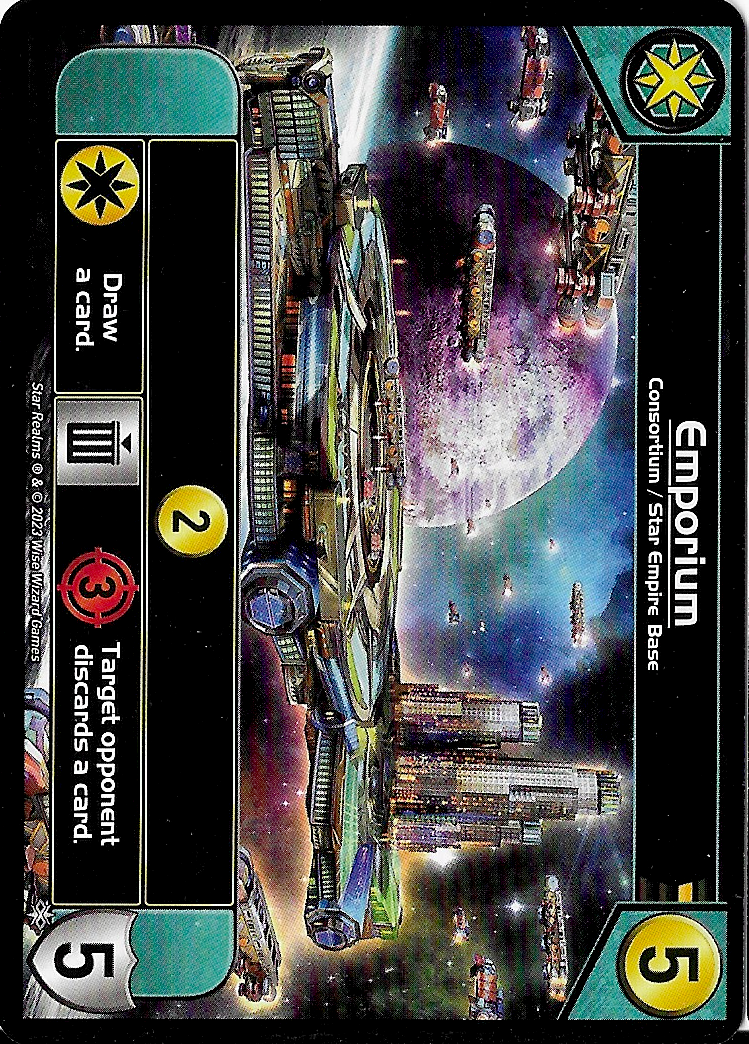 Emporium
Consortium / Star Empire Base
5
2
Draw
a card.
3
Target opponent
discards a card.
5
Star Realms ® & © 2023 Wise Wizard Games